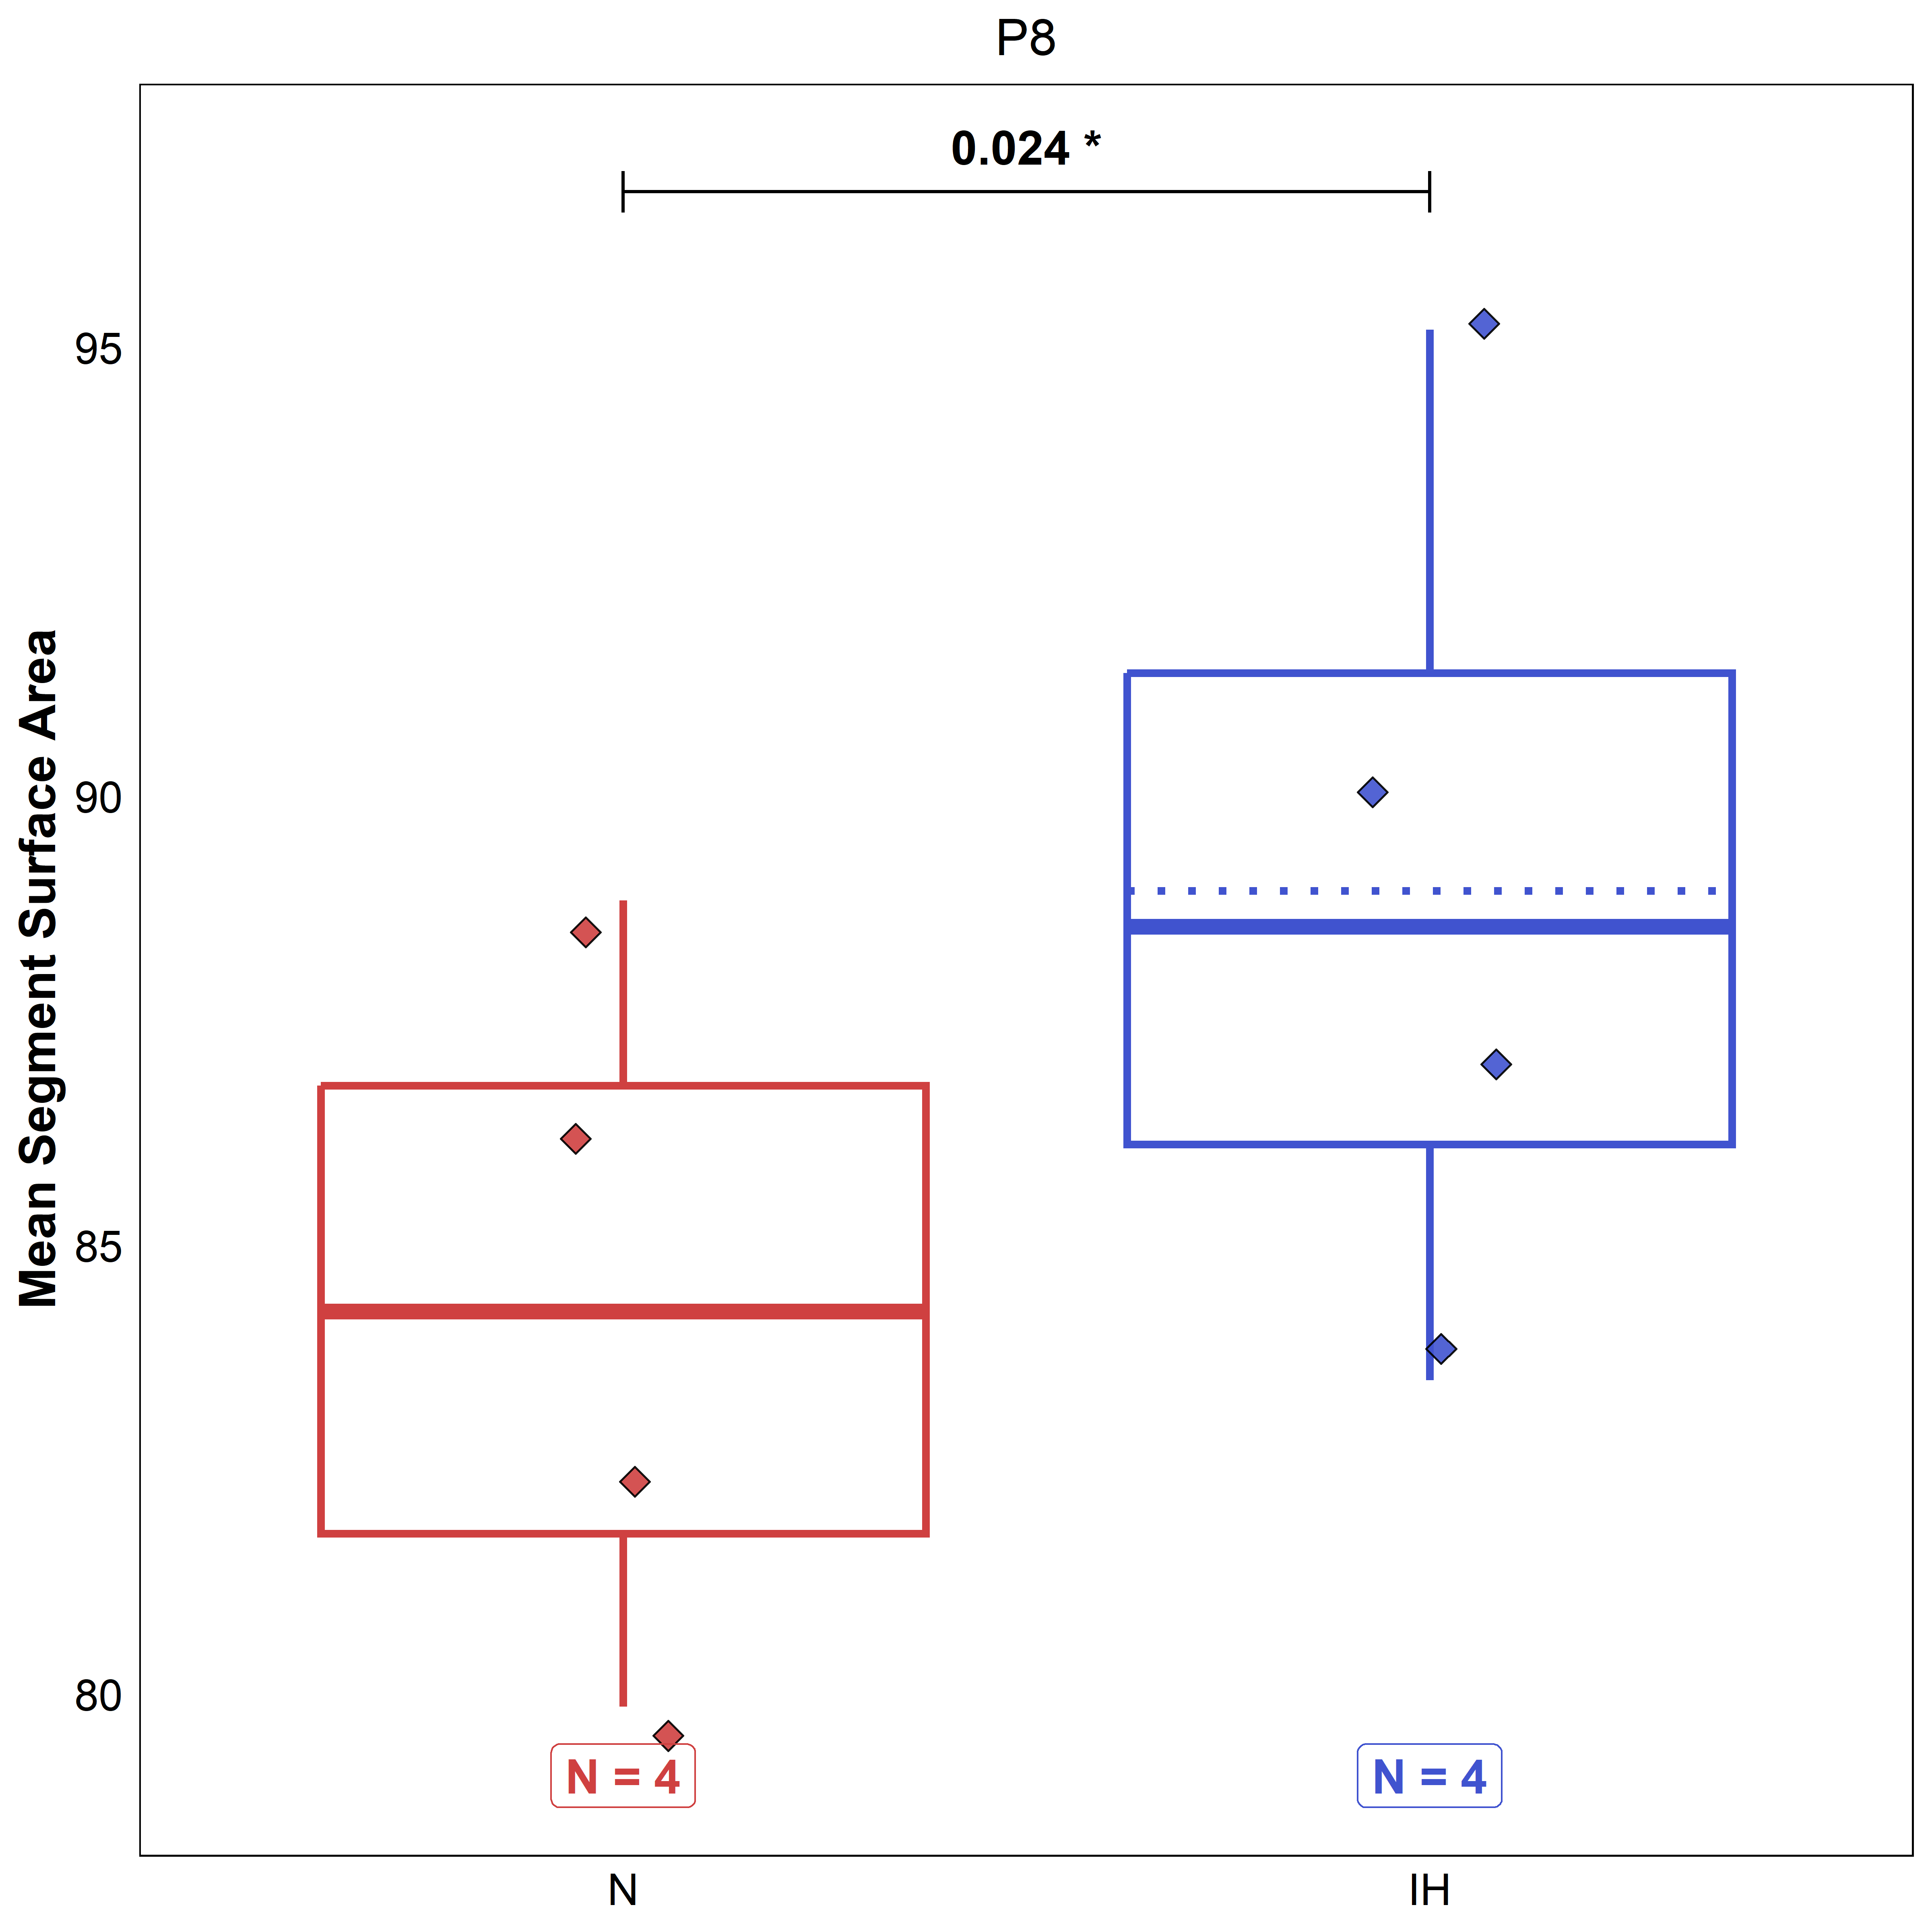 P8
0.024 *
Mean Segment Surface Area
95
90
85
80
N = 4
N = 4
N
IH